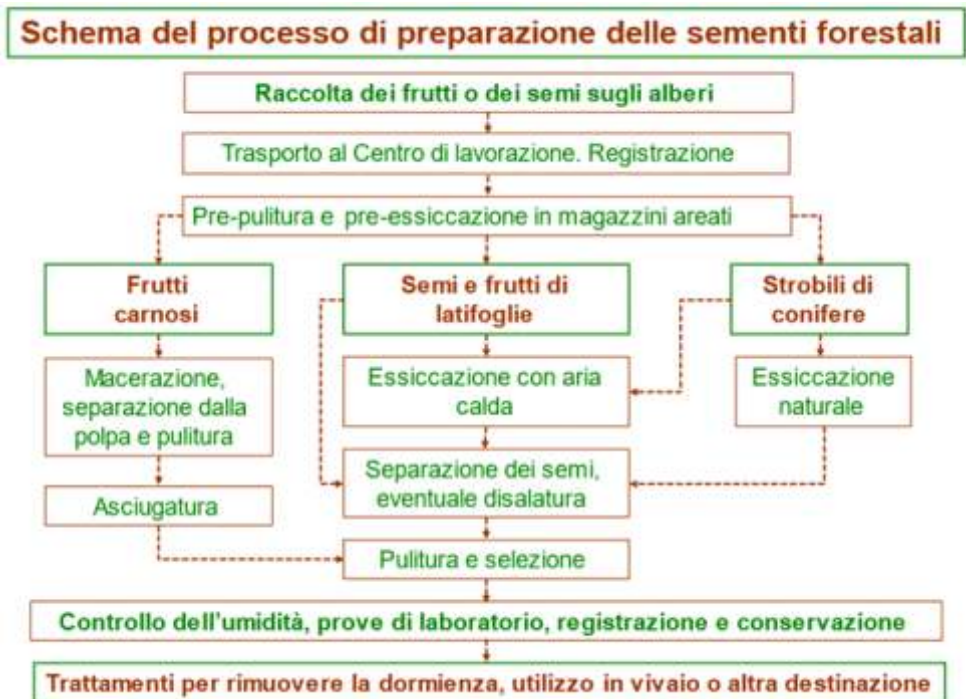 Schema del processo di preparazione delle sementi forestali
Raccolta dei frutti o dei semi sugli alberi
Trasporto al Centro di lavorazione. Registrazione
Pre-pulitura e pre-essiccazione in magazzini areati
Frutti
carnosi
Semi e frutti di
latifoglie
Strobili di
conifere
Macerazione,
separazione dalla
polpa e pulitura
Essiccazione con aria
calda
Essiccazione
naturale
Separazione dei semi,
eventuale disalatura
Asciugatura
Pulitura e selezione
Controllo dell'umidità, prove di laboratorio, registrazione e conservazione
Trattamenti per rimuovere la dormienza, utilizzo in vivaio o altra destinazione